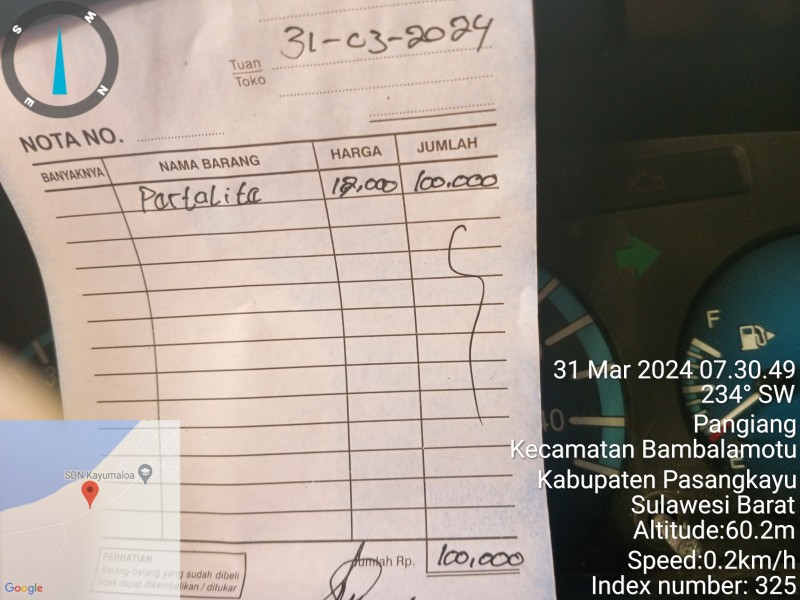 S
W
E
N
31-03-2024
Tuan
Toko
NOTA NO.
BANYAKNYA NAMA BARANG HARGA JUMLAH
Partalita 12,000 100,000
F
SDN Kayumaloa
31 Mar 2024 07.30.49
234° SW
Pangiang
Kecamatan Bambalamotu
Kabupaten Pasangkayu
Sulawesi Barat
Altitude:60.2m
Speed:0.2km/h
Index number: 325
Jumlah Rp. 100,000
PERHATIAN
Barang-barang yang sudah dibeli
tidak dapat dikembalikan / ditukar
Google